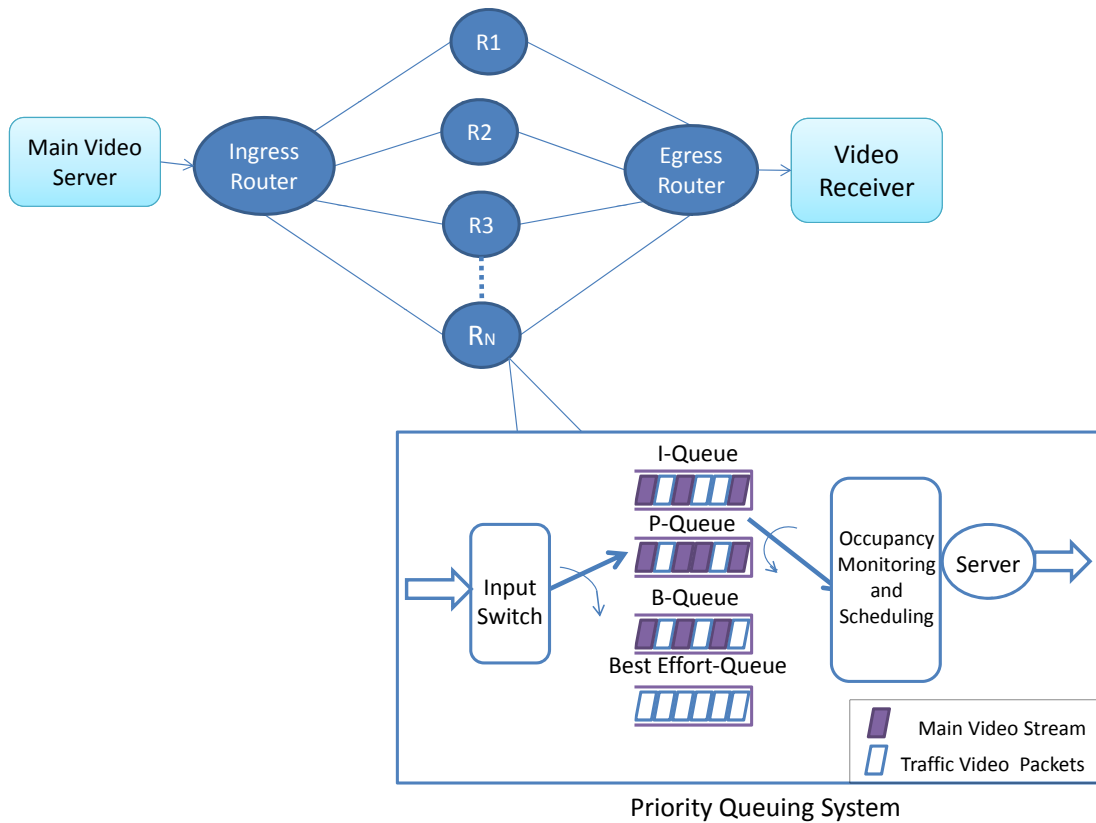 R1
Main Video
Server
Ingress
Router
R2
Egress
Router
Video
Receiver
R3
RN
I-Queue
P-Queue
B-Queue
Best Effort-Queue
Input
Switch
Occupancy
Monitoring
and
Scheduling
Server
Main Video Stream
Traffic Video Packets
Priority Queuing System